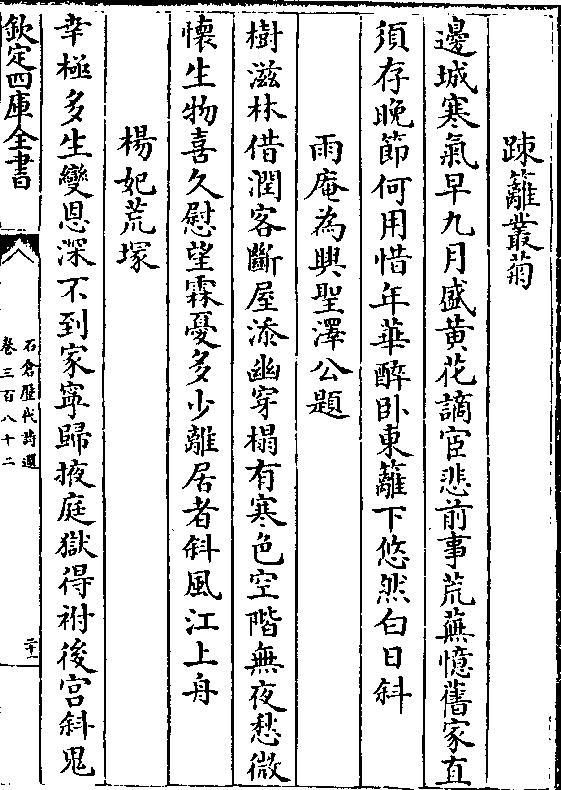 踈籬叢菊
邊城寒氣早九月盛黄花謫宦悲前事荒蕪憶舊家直
須存晚節何用惜年華醉卧東籬下悠然白日斜
雨庵為興聖澤公題
樹滋林借潤客斷屋添幽穿榻有寒色空階無夜愁微
懷生物喜久慰望霖憂多少離居者斜風江上舟
楊妃荒塚
幸極多生變恩深不到家寧歸掖庭獄得祔後宫斜鬼
欽定四庫全書
石倉歴代詩選
卷三百八十二
二十二